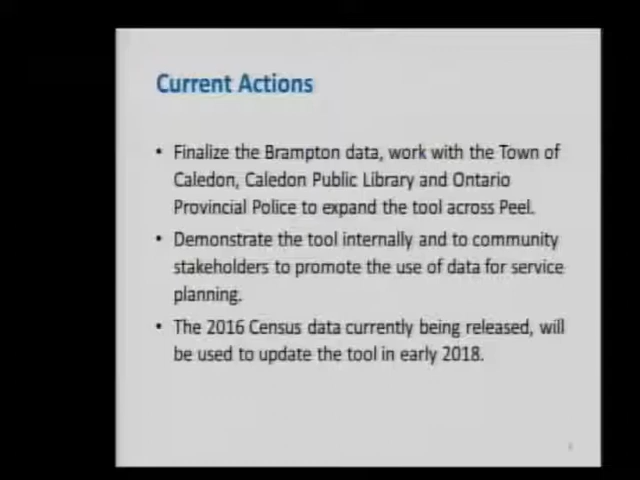 Current Actions
• Finalize the Brampton data, work with the Town of
Caledon, Caledon Public Library and Ontario
Provincial Police to expand the tool across Peel.
• Demonstrate the tool internally and to community
stakeholders to promote the use of data for service
planning.
• The 2016 Census data currently being released, will
be used to update the tool in early 2018.